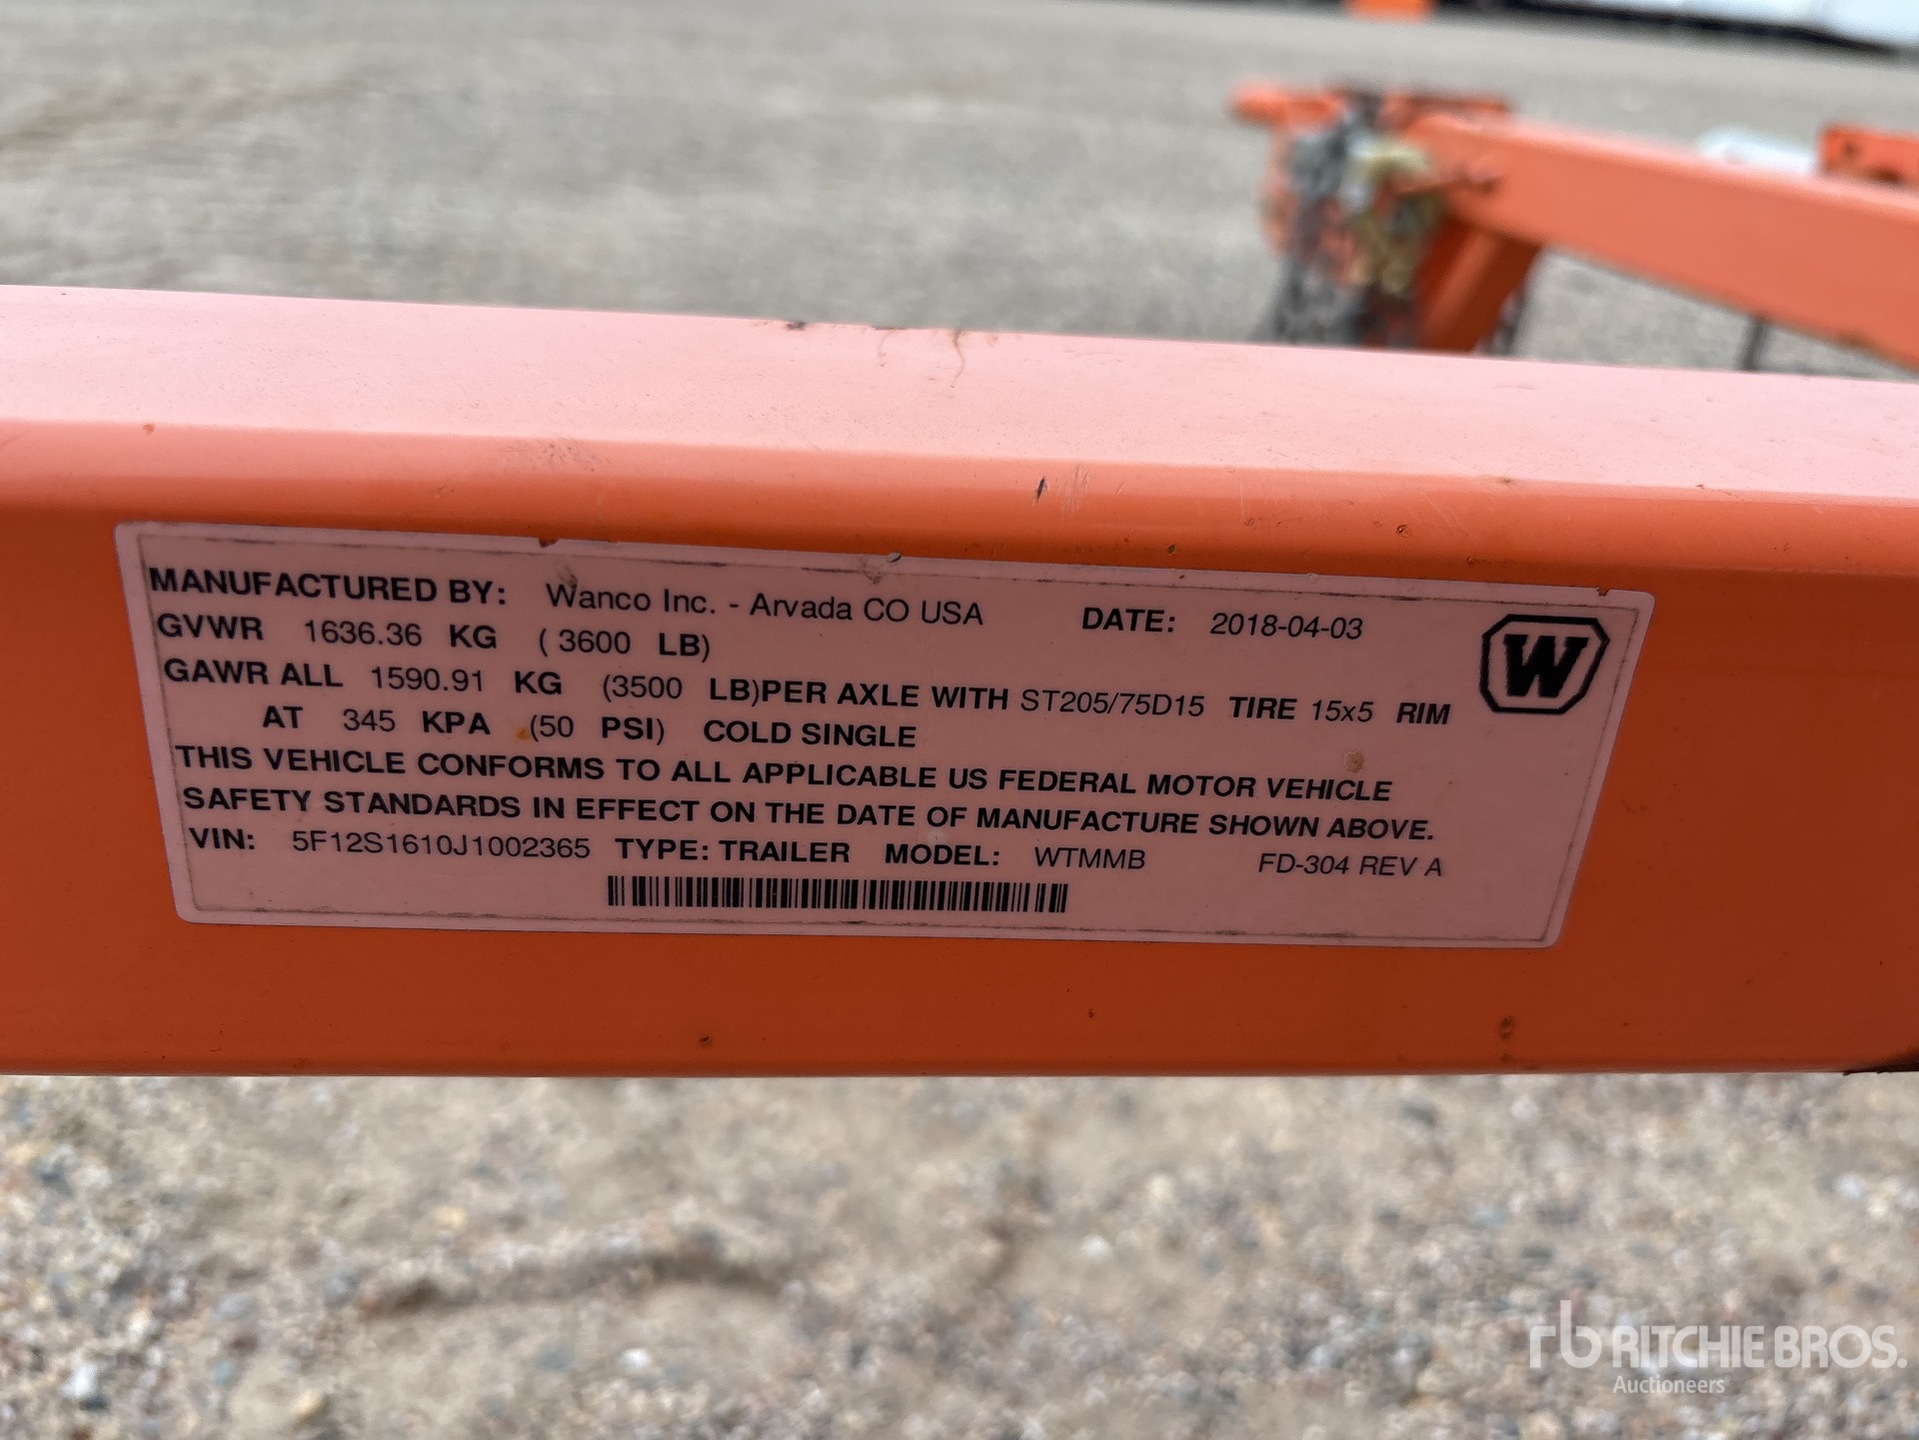 MANUFACTURED BY: Wanco Inc. - Arvada CO USA DATE: 2018-04-03
GVWR 1636.36 KG ( 3600 LB)
GAWR ALL 1590.91 KG (3500 LB)PER AXLE WITH ST205/75D15 TIRE 15x5 RIM
AT 345 KPA (50 PSI) COLD SINGLE
THIS VEHICLE CONFORMS TO ALL APPLICABLE US FEDERAL MOTOR VEHICLE
SAFETY STANDARDS IN EFFECT ON THE DATE OF MANUFACTURE SHOWN ABOVE.
VIN: 5F12S1610J1002365 TYPE: TRAILER MODEL: WTMMB FD-304 REV A
W
rb RITCHIE BROS.
Auctioneers